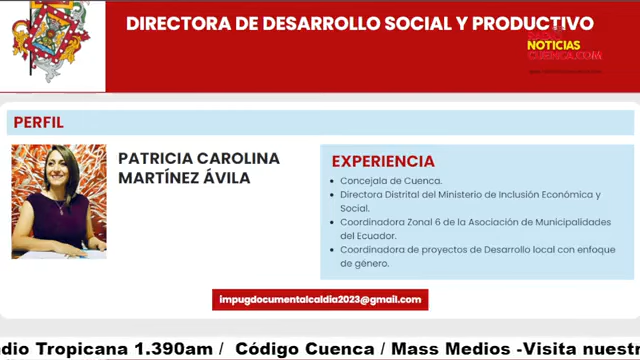 DIRECTORA DE DESARROLLO SOCIAL Y PRODUCTIVO
NOTICIAS
CUENCA.COM
PERFIL
PATRICIA CAROLINA
MARTÍNEZ ÁVILA
EXPERIENCIA
• Concejala de Cuenca.
• Directora Distrital del Ministerio de Inclusión Económica y
Social.
• Coordinadora Zonal 6 de la Asociación de Municipalidades
del Ecuador.
• Coordinadora de proyectos de Desarrollo local con enfoque
de género.
impugdocumentalcaldia2023@gmail.com
dio Tropicana 1.390am / Código Cuenca / Mass Medios -Visita nuestr